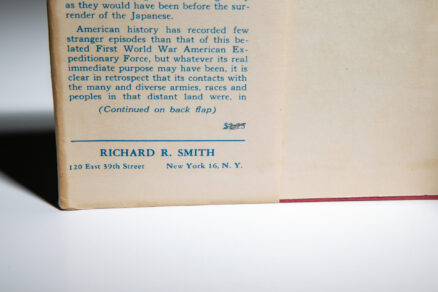 as they would have been before the sur-
render of the Japanese.
American history has recorded few
stranger episodes than that of this be-
lated First World War American Ex-
peditionary Force, but whatever its real
immediate purpose may have been, it is
clear in retrospect that its contacts with
the many and diverse armies, races and
peoples in that distant land were, in
(Continued on back flap)
RICHARD R. SMITH
120 East 39th Street New York 16, N. Y.